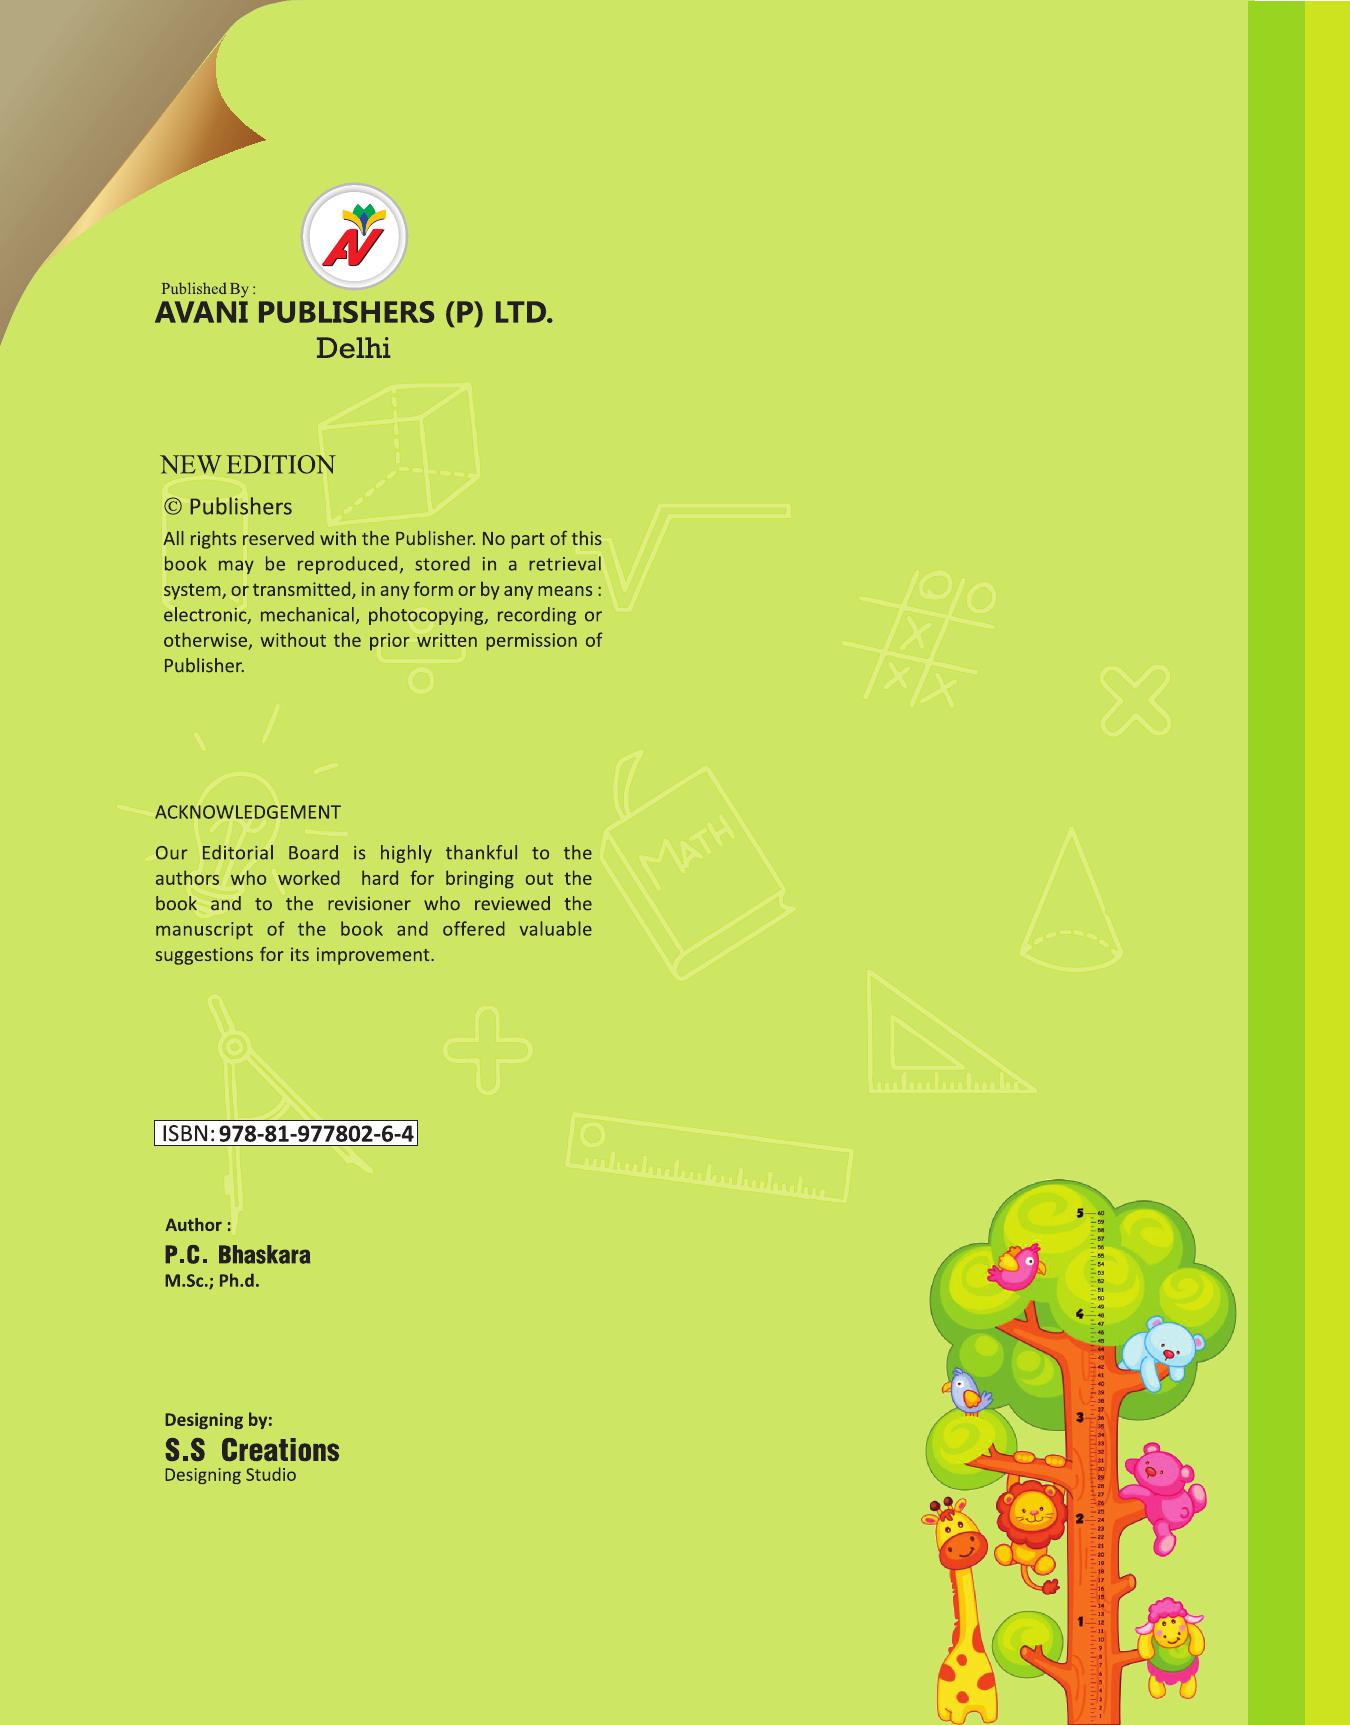 AV
Published By :
AVANI PUBLISHERS (P) LTD.
Delhi
NEW EDITION
© Publishers
All rights reserved with the Publisher. No part of this
book may be reproduced, stored in a retrieval
system, or transmitted, in any form or by any means :
electronic, mechanical, photocopying, recording or
otherwise, without the prior written permission of
Publisher.
ACKNOWLEDGEMENT
Our Editorial Board is highly thankful to the
authors who worked hard for bringing out the
book and to the revisioner who reviewed the
manuscript of the book and offered valuable
suggestions for its improvement.
MATH
ISBN: 978-81-977802-6-4
Author :
P.C. Bhaskara
M.Sc.; Ph.d.
Designing by:
S.S Creations
Designing Studio
5
4
3
2
1